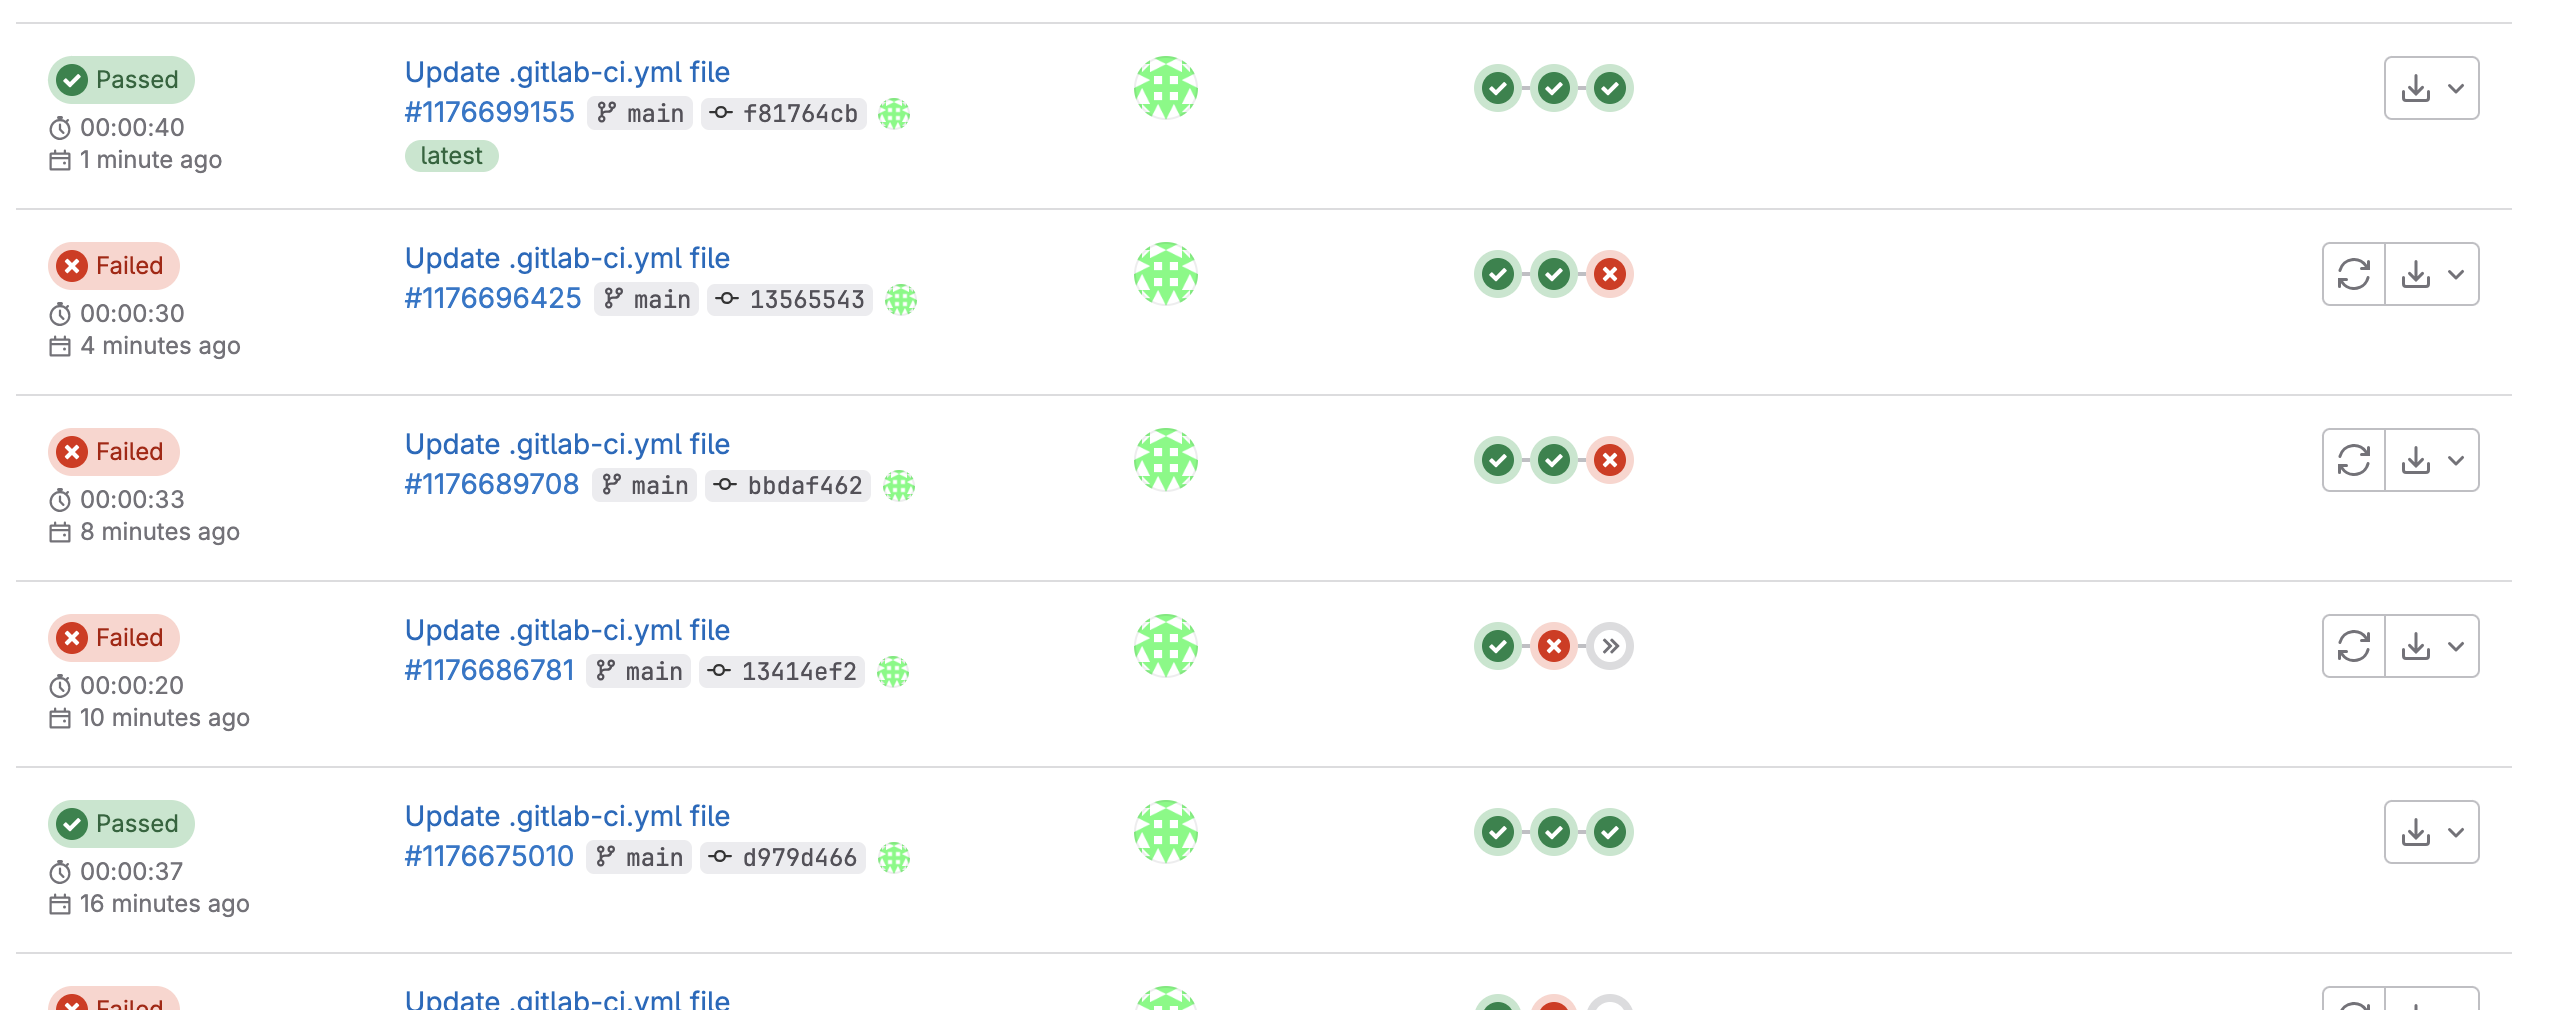 Passed
00:00:40
1 minute ago
Update .gitlab-ci.yml file
#1176699155 main f81764cb
latest
Failed
00:00:30
4 minutes ago
Update .gitlab-ci.yml file
#1176696425 main 13565543
Failed
00:00:33
8 minutes ago
Update .gitlab-ci.yml file
#1176689708 main bbdaf462
Failed
00:00:20
10 minutes ago
Update .gitlab-ci.yml file
#1176686781 main 13414ef2
Passed
00:00:37
16 minutes ago
Update .gitlab-ci.yml file
#1176675010 main d979d466
Failed
Update .gitlab-ci.yml file